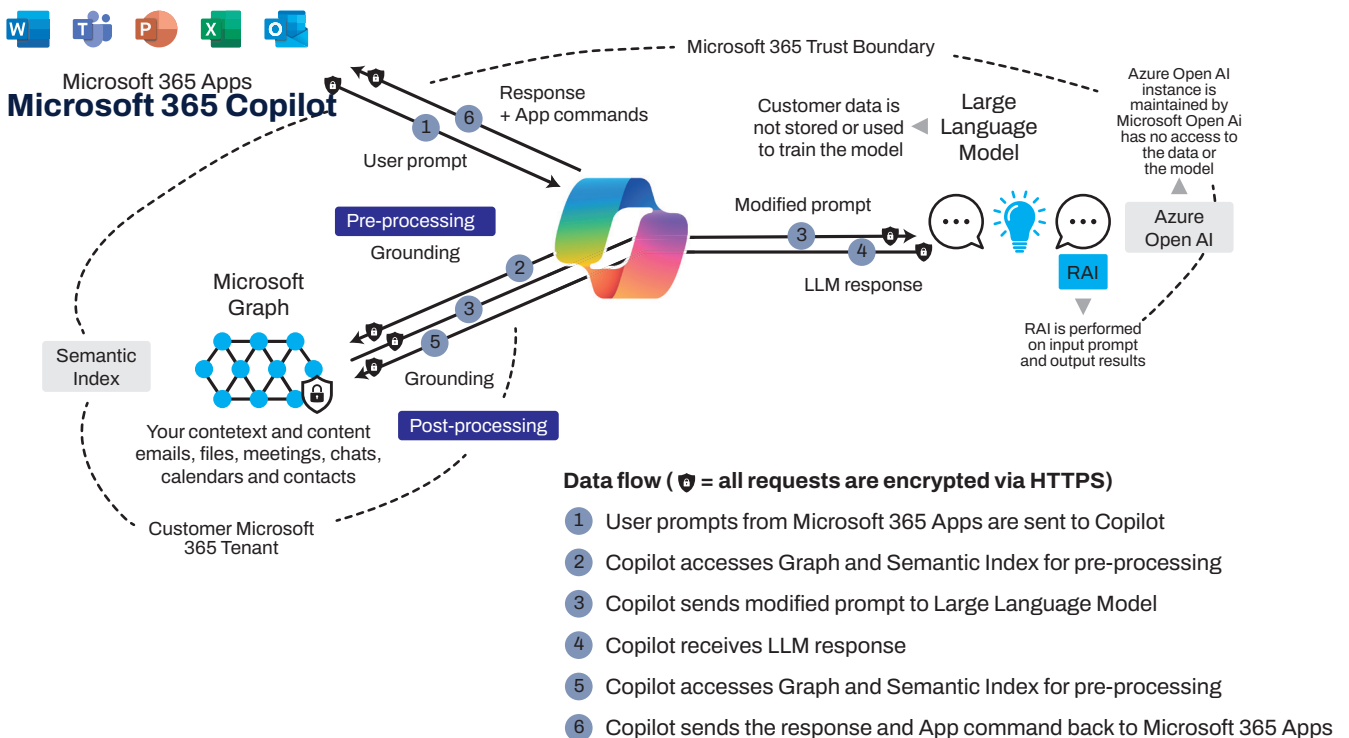 W
T
P
X
O
Microsoft 365 Apps
Microsoft 365 Copilot
Microsoft 365 Trust Boundary
1
6
Response
+ App commands
User prompt
Customer data is
not stored or used
to train the model
Large
Language
Model
Azure Open AI
instance is
maintained by
Microsoft Open Ai
has no access to
the data or
the model
Pre-processing
Grounding
Modified prompt
3
4
LLM response
Azure
Open AI
RAI
RAI is performed
on input prompt
and output results
Microsoft
Graph
2
3
5
Grounding
Semantic
Index
Post-processing
Your contetext and content
emails, files, meetings, chats,
calendars and contacts
Customer Microsoft
365 Tenant
Data flow ( = all requests are encrypted via HTTPS)
1 User prompts from Microsoft 365 Apps are sent to Copilot
2 Copilot accesses Graph and Semantic Index for pre-processing
3 Copilot sends modified prompt to Large Language Model
4 Copilot receives LLM response
5 Copilot accesses Graph and Semantic Index for pre-processing
6 Copilot sends the response and App command back to Microsoft 365 Apps